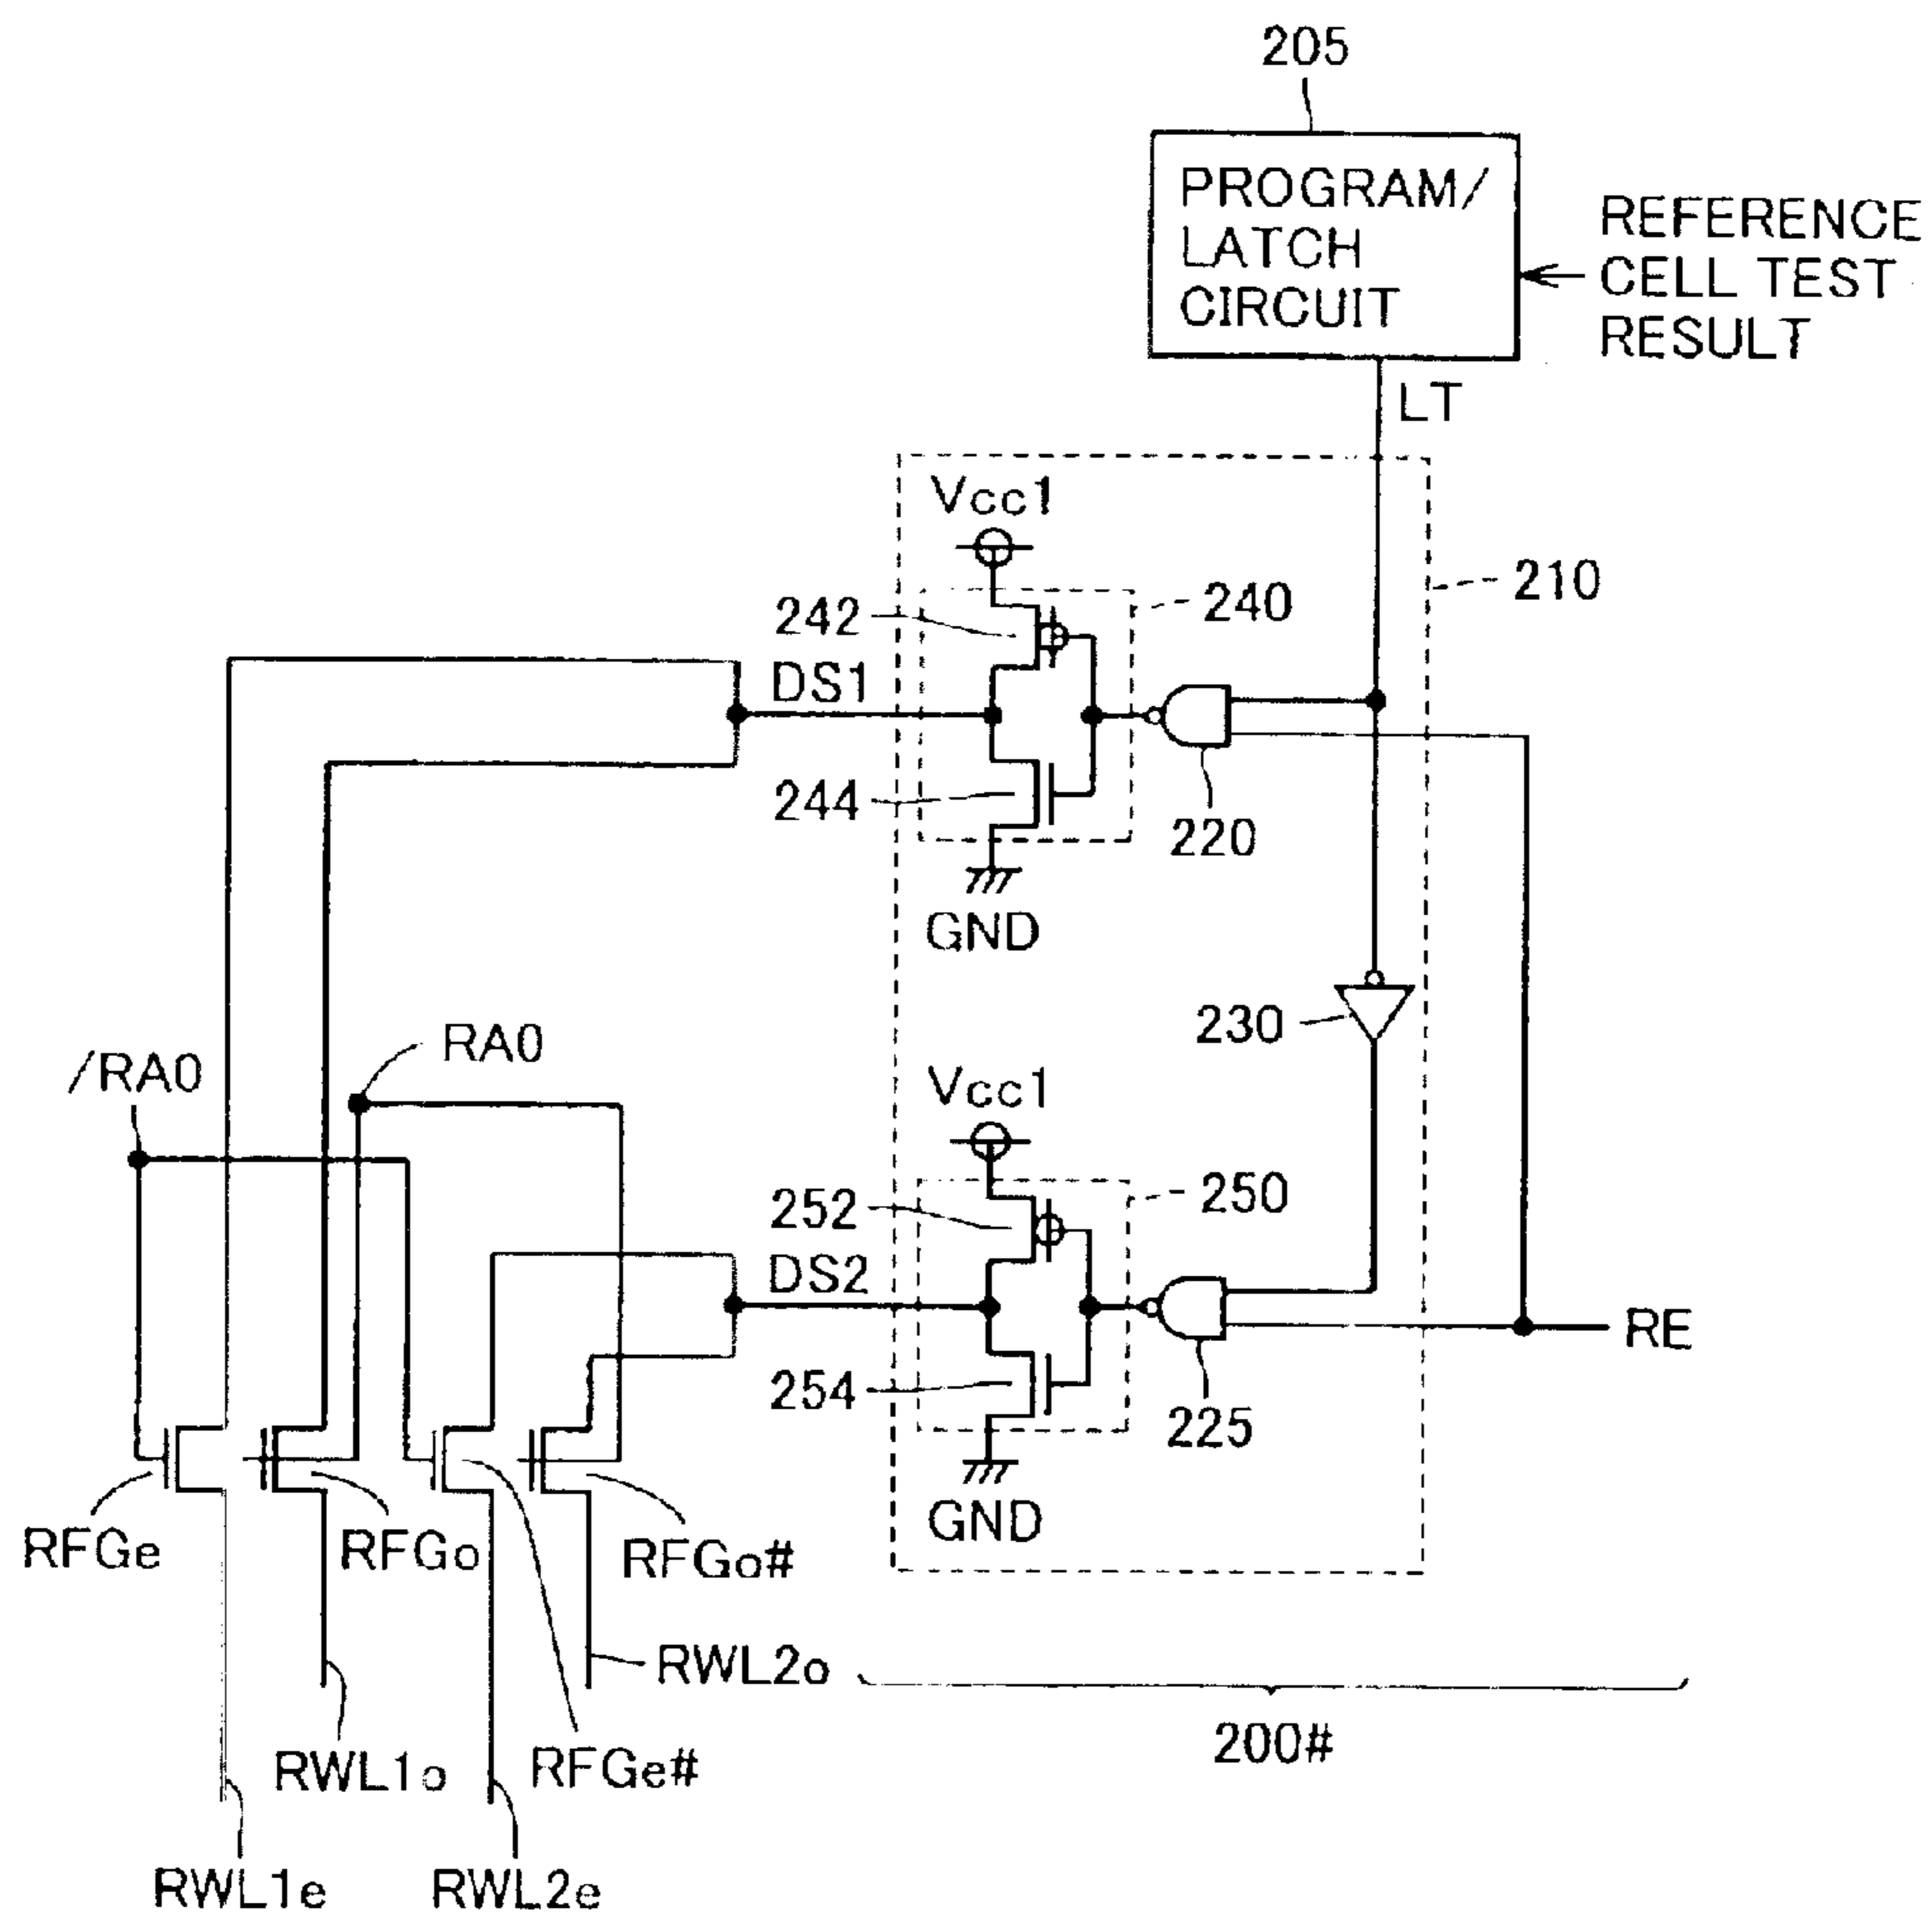 205
PROGRAM/
LATCH
CIRCUIT
REFERENCE
CELL TEST
RESULT
LT
Vcc1
210
240
242
DS1
244
220
GND
230
RA0
/RA0
Vcc1
250
252
DS2
RE
254
225
GND
RFGe
RFGo
RFGo#
RWL2o
200#
RWL1o
RFGe#
RWL1e
RWL2e